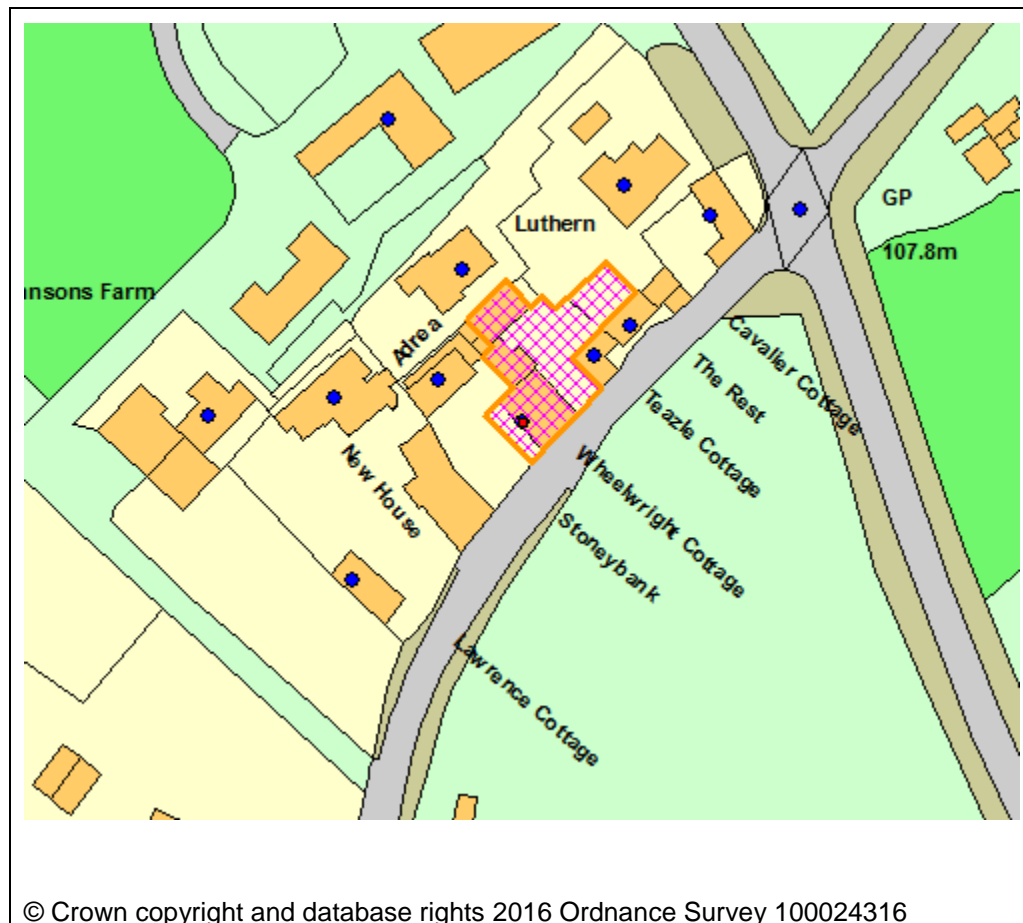 GP
Luthern
107.8m
nsons Farm
Adrea
Cavalier Cottage
The Rest
Teazle Cottage
New House
Wheelwright Cottage
Stoneybank
Lawrence Cottage
© Crown copyright and database rights 2016 Ordnance Survey 100024316